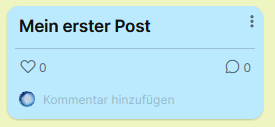 Mein erster Post
0 0
Kommentar hinzufügen